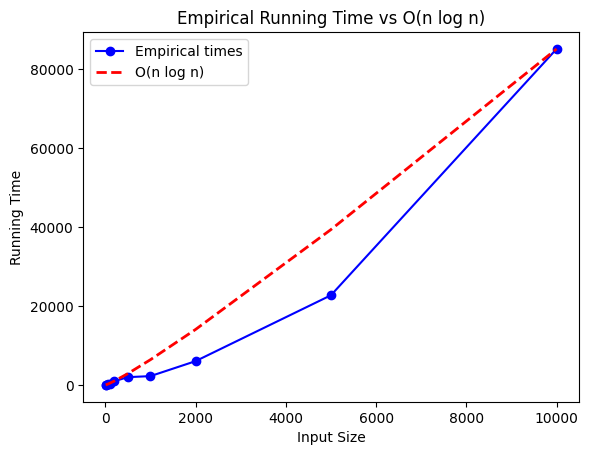 Empirical Running Time vs O(n log n)
Empirical times
O(n log n)
80000
60000
40000
20000
0
Running Time
0 2000 4000 6000 8000 10000
Input Size